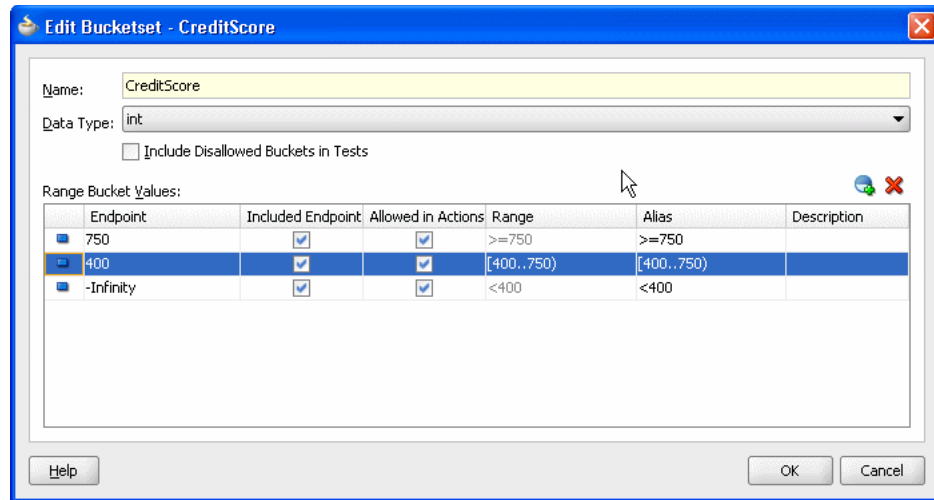 Edit Bucketset - CreditScore
Name: CreditScore
Data Type: int
Include Disallowed Buckets in Tests
Range Bucket Values:
Endpoint Included Endpoint Allowed in Actions Range Alias Description
750 >=750 >=750
400 [400..750) [400..750)
-Infinity <400 <400
Help OK Cancel